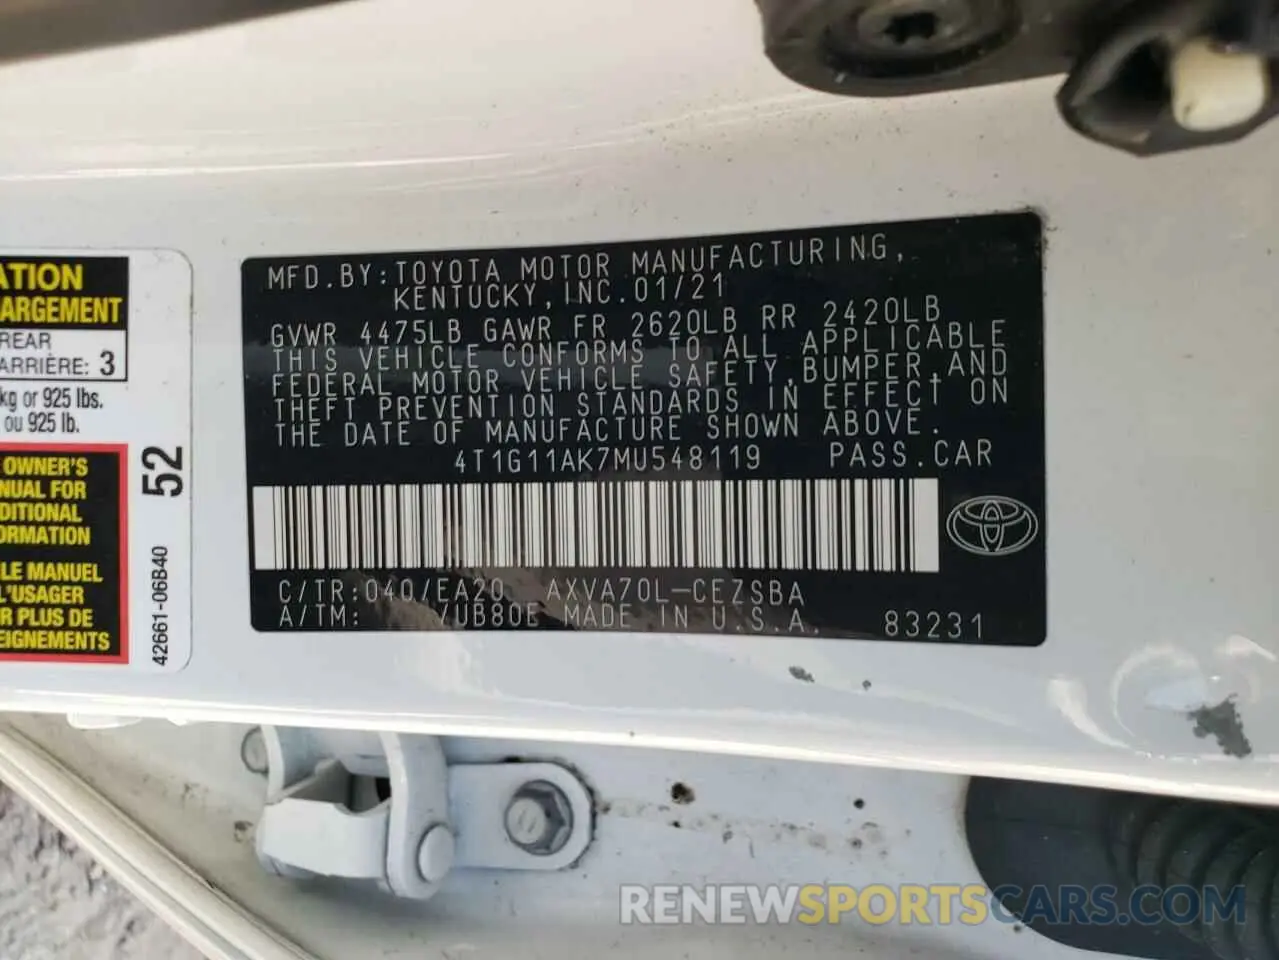 ATION
ARGEMENT
REAR
ARRIÈRE: 3
kg or 925 lbs.
ou 925 lb.
OWNER'S
NUAL FOR
DITIONAL
ORMATION
LE MANUEL
L'USAGER
R PLUS DE
EIGNEMENTS
52
42661-06B40
MFD.BY:TOYOTA MOTOR MANUFACTURING,
KENTUCKY,INC.01/21
GVWR 4475LB GAWR FR 2620LB RR 2420LB
THIS VEHICLE CONFORMS TO ALL APPLICABLE
FEDERAL MOTOR VEHICLE SAFETY,BUMPER,AND
THEFT PREVENTION STANDARDS IN EFFECT ON
THE DATE OF MANUFACTURE SHOWN ABOVE.
4T1G11AK7MU548119 PASS.CAR
C/TR:040/EA20 AXVA70L-CEZSBA
A/TM: /UB80E MADE IN U.S.A. 83231
RENEWSPORTSCARS.COM